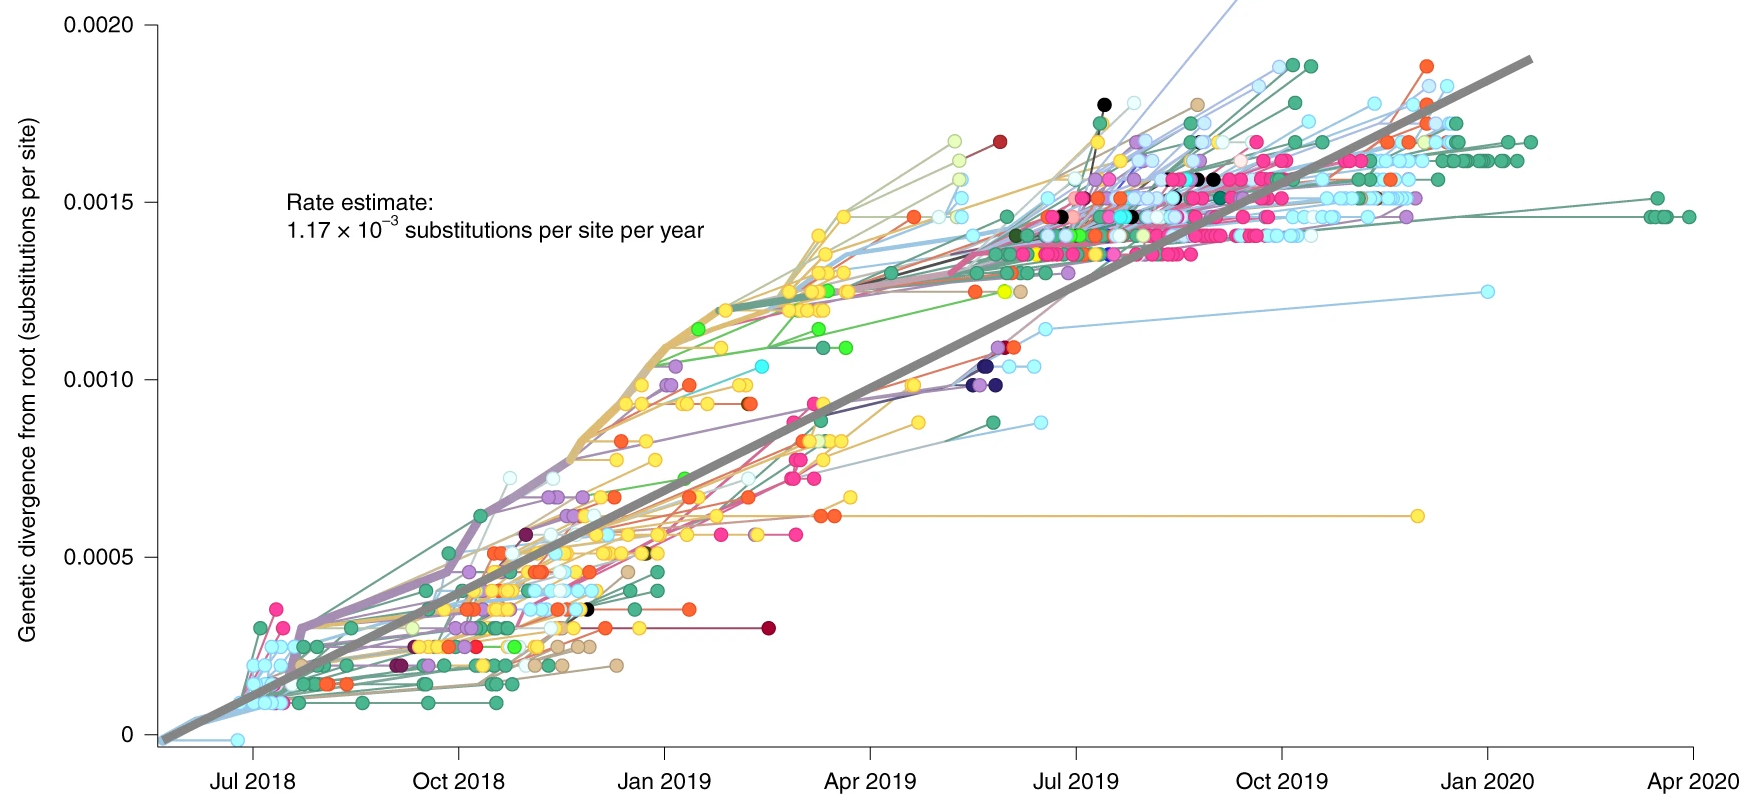 Genetic divergence from root (substitutions per site)
0.0020
0.0015
0.0010
0.0005
0
Rate estimate:
1.17 × 10⁻³ substitutions per site per year
Jul 2018
Oct 2018
Jan 2019
Apr 2019
Jul 2019
Oct 2019
Jan 2020
Apr 2020